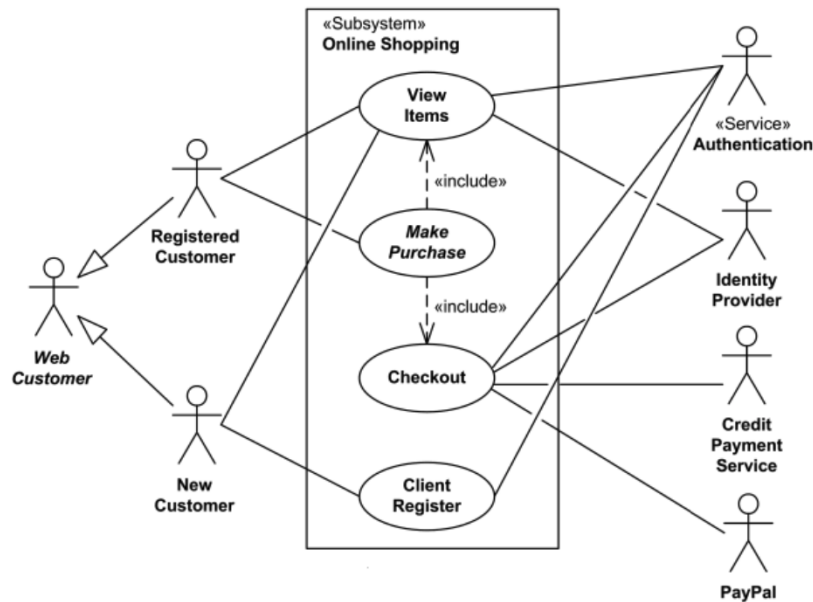 «Subsystem»
Online Shopping
View
Items
«include»
Make
Purchase
«include»
Checkout
Client
Register
Registered
Customer
Web
Customer
New
Customer
«Service»
Authentication
Identity
Provider
Credit
Payment
Service
PayPal